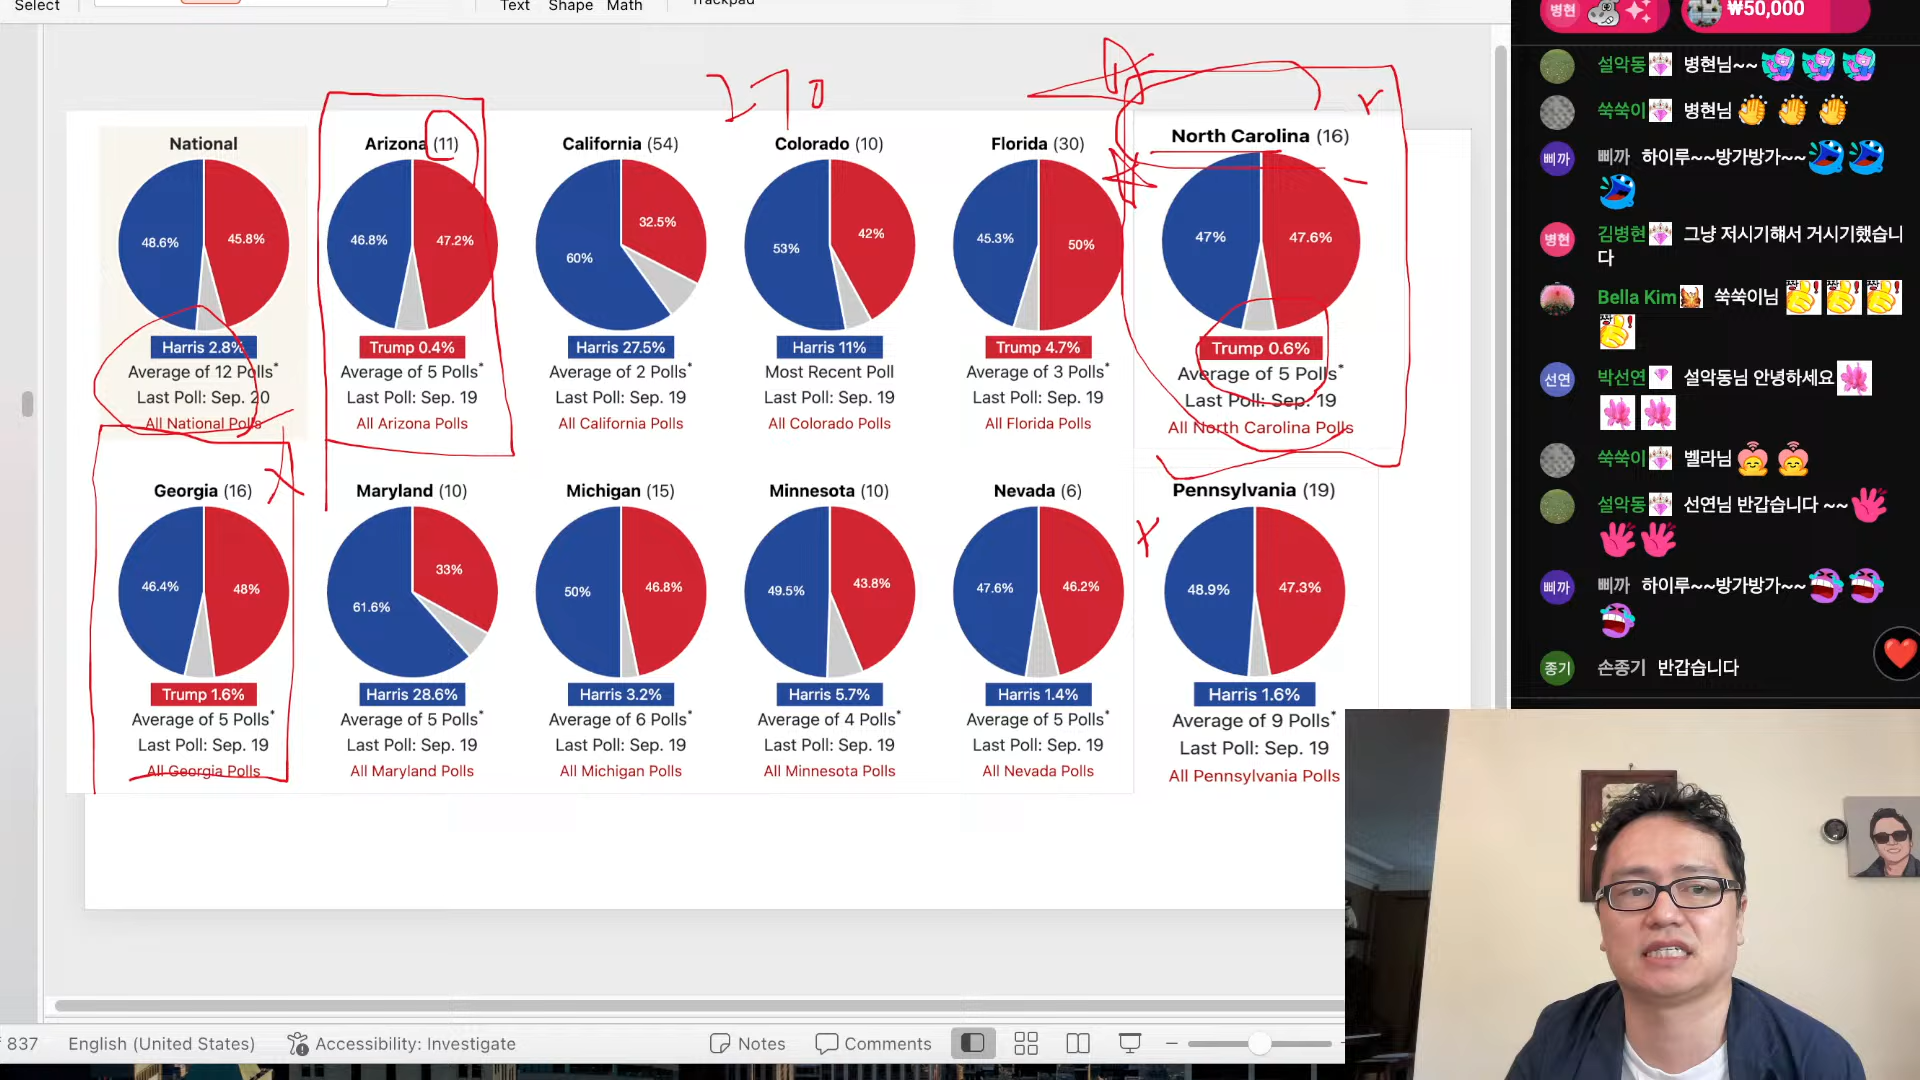 Select
Text Shape Math
Trackpad
270
National
48.6%
45.8%
Harris 2.8%
Average of 12 Polls*
Last Poll: Sep. 20
All National Polls
Arizona (11)
46.8%
47.2%
Trump 0.4%
Average of 5 Polls*
Last Poll: Sep. 19
All Arizona Polls
California (54)
60%
32.5%
Harris 27.5%
Average of 2 Polls*
Last Poll: Sep. 19
All California Polls
Colorado (10)
53%
42%
Harris 11%
Most Recent Poll
Last Poll: Sep. 19
All Colorado Polls
Florida (30)
45.3%
50%
Trump 4.7%
Average of 3 Polls*
Last Poll: Sep. 19
All Florida Polls
North Carolina (16)
47%
47.6%
Trump 0.6%
Average of 5 Polls*
Last Poll: Sep. 19
All North Carolina Polls
Georgia (16)
46.4%
48%
Trump 1.6%
Average of 5 Polls*
Last Poll: Sep. 19
All Georgia Polls
Maryland (10)
61.6%
33%
Harris 28.6%
Average of 5 Polls*
Last Poll: Sep. 19
All Maryland Polls
Michigan (15)
50%
46.8%
Harris 3.2%
Average of 6 Polls*
Last Poll: Sep. 19
All Michigan Polls
Minnesota (10)
49.5%
43.8%
Harris 5.7%
Average of 4 Polls*
Last Poll: Sep. 19
All Minnesota Polls
Nevada (6)
47.6%
46.2%
Harris 1.4%
Average of 5 Polls*
Last Poll: Sep. 19
All Nevada Polls
Pennsylvania (19)
48.9%
47.3%
Harris 1.6%
Average of 9 Polls*
Last Poll: Sep. 19
All Pennsylvania Polls
837 English (United States) Accessibility: Investigate Notes Comments
병현 ₩50,000
설악동 병현님~~
쑥쑥이 병현님
삐까 삐까 하이루~~방가방가~~
병현 김병현 그냥 저시기해서 거시기했습니
다
Bella Kim 쑥쑥이님
선연 박선연 설악동님 안녕하세요
쑥쑥이 벨라님
설악동 선연님 반갑습니다 ~~
삐까 삐까 하이루~~방가방가~~
종기 손종기 반갑습니다